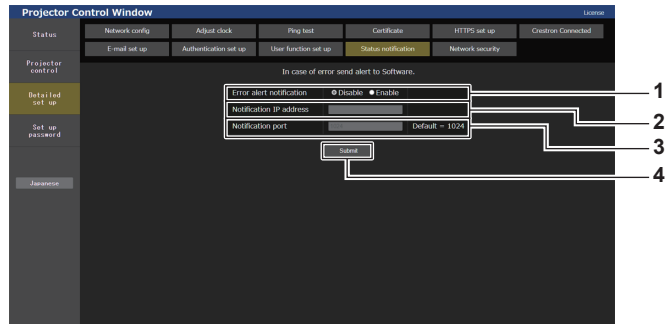 Projector Control Window
License
Status
Network config
Adjust clock
Ping test
Certificate
HTTPS set up
Crestron Connected
E-mail set up
Authentication set up
User function set up
Status notification
Network security
Projector
control
Detailed
set up
Set up
password
Japanese
In case of error send alert to Software.
Error alert notification Disable Enable
1
Notification IP address
2
Notification port Default = 1024
3
Submit
4